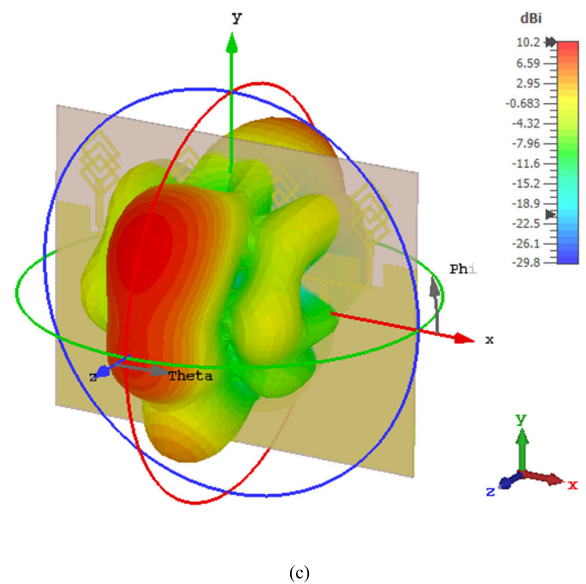 y
dBi
10.2
6.59
2.95
-0.683
-4.32
-7.96
-11.6
-15.2
-18.9
-22.5
-26.1
-29.8
Phi
x
z
Theta
y
z
x
(c)